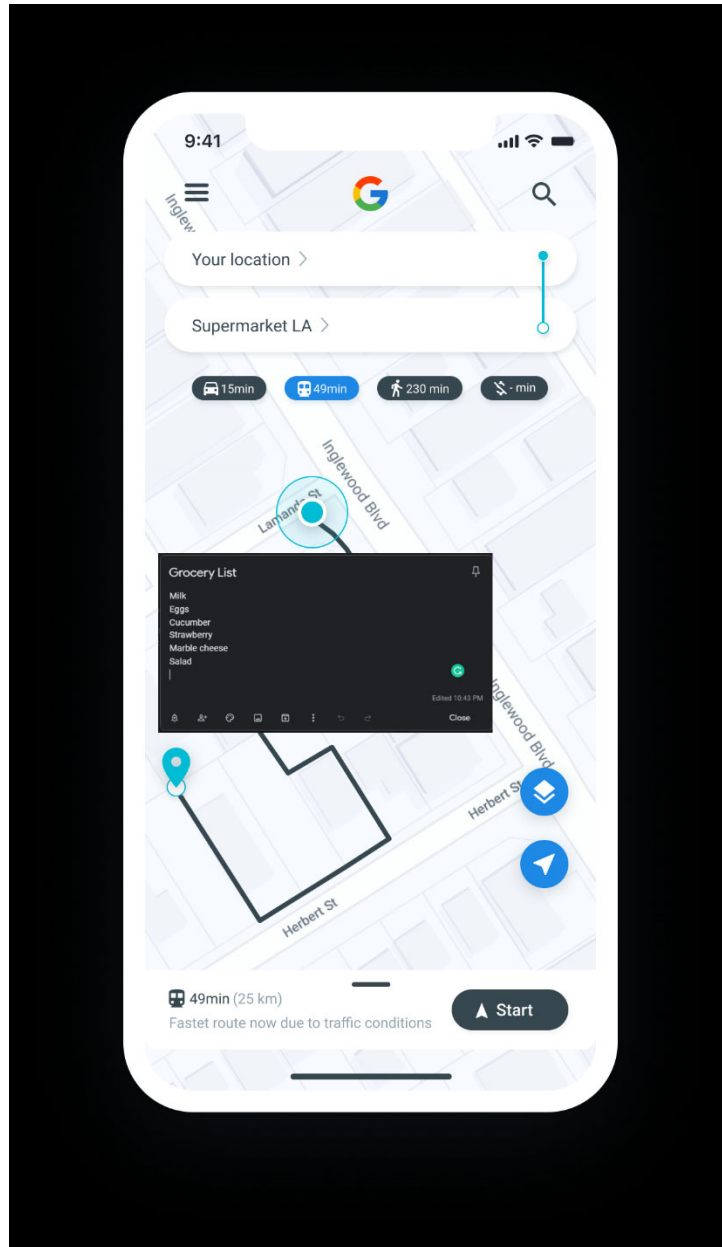 9:41
Inglew
Your location
Supermarket LA
15min
49min
230 min
- min
Inglewood Blvd
Lamanda St
Grocery List
Milk
Eggs
Cucumber
Strawberry
Marble cheese
Salad
Edited 10:43 PM
Close
Inglewood Blvd
Herbert St
Herbert St
49min (25 km)
Fastet route now due to traffic conditions
Start